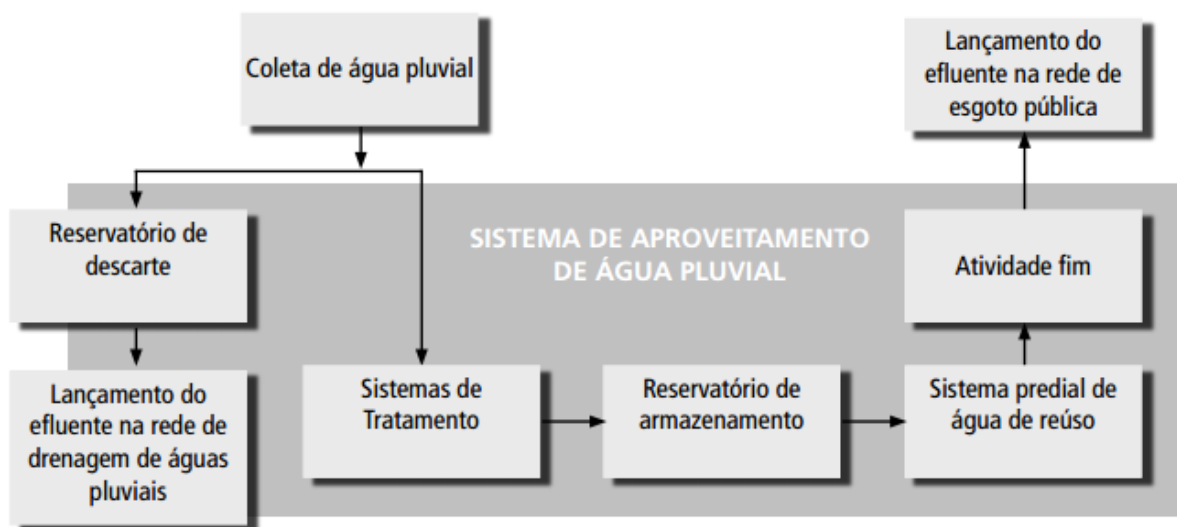 Coleta de água pluvial
Lançamento do
efluente na rede de
esgoto pública
Reservatório de
descarte
SISTEMA DE APROVEITAMENTO
DE ÁGUA PLUVIAL
Atividade fim
Lançamento do
efluente na rede de
drenagem de águas
pluviais
Sistemas de
Tratamento
Reservatório de
armazenamento
Sistema predial de
água de reúso